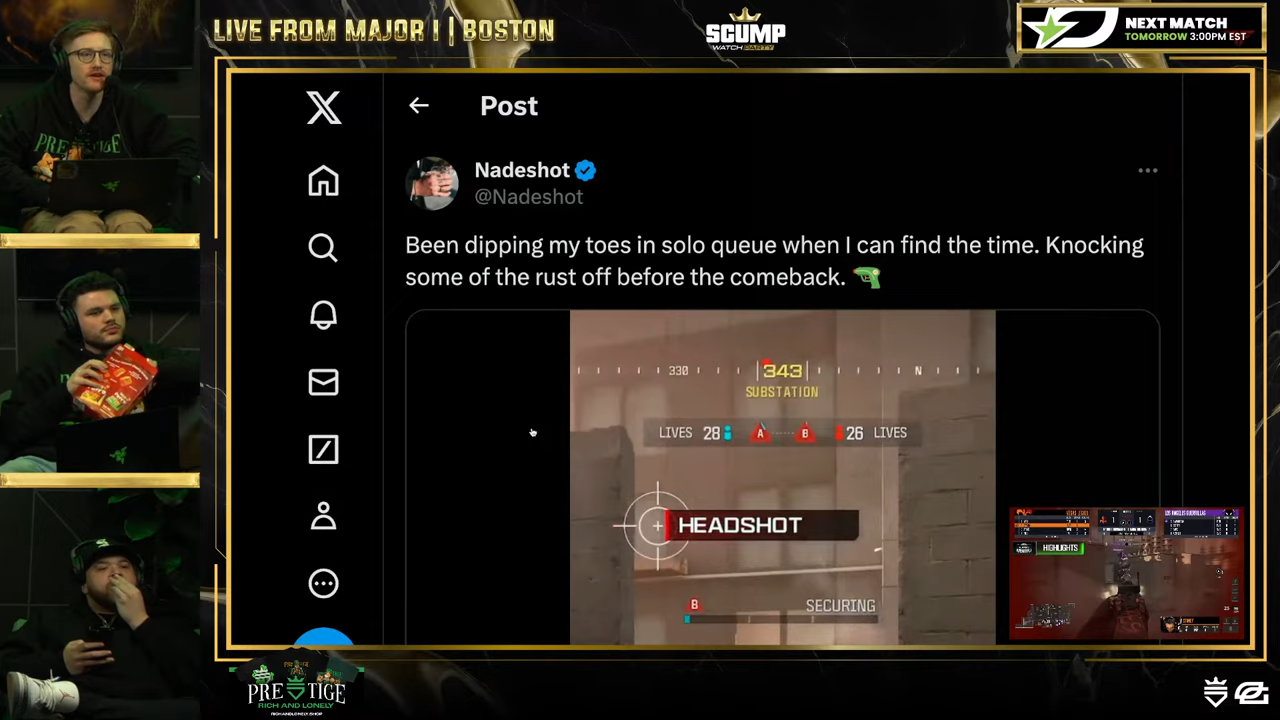 LIVE FROM MAJOR I | BOSTON
SCUMP
WATCH PARTY
NEXT MATCH
TOMORROW 3:00PM EST
Post
Nadeshot
@Nadeshot
Been dipping my toes in solo queue when I can find the time. Knocking
some of the rust off before the comeback.
330 343 N
SUBSTATION
LIVES 28 A B 26 LIVES
HEADSHOT
B SECURING
HIGHLIGHTS
PRESTIGE
RICH AND LONELY
RICHANDLONELY.SHOP